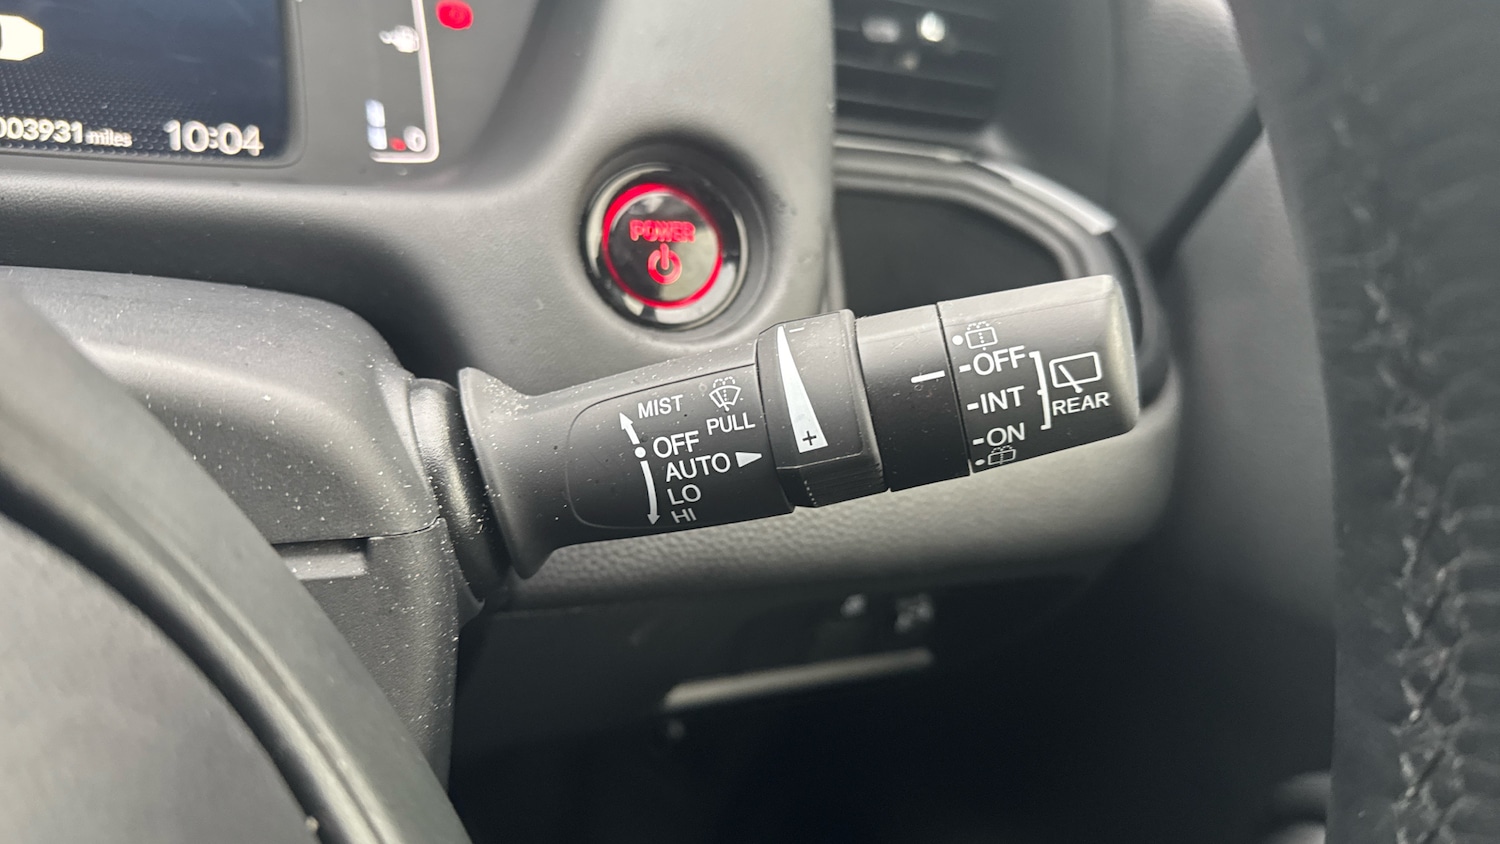 003931 miles
10:04
POWER
MIST
PULL
OFF
AUTO
LO
HI
-
+
OFF
INT
ON
REAR